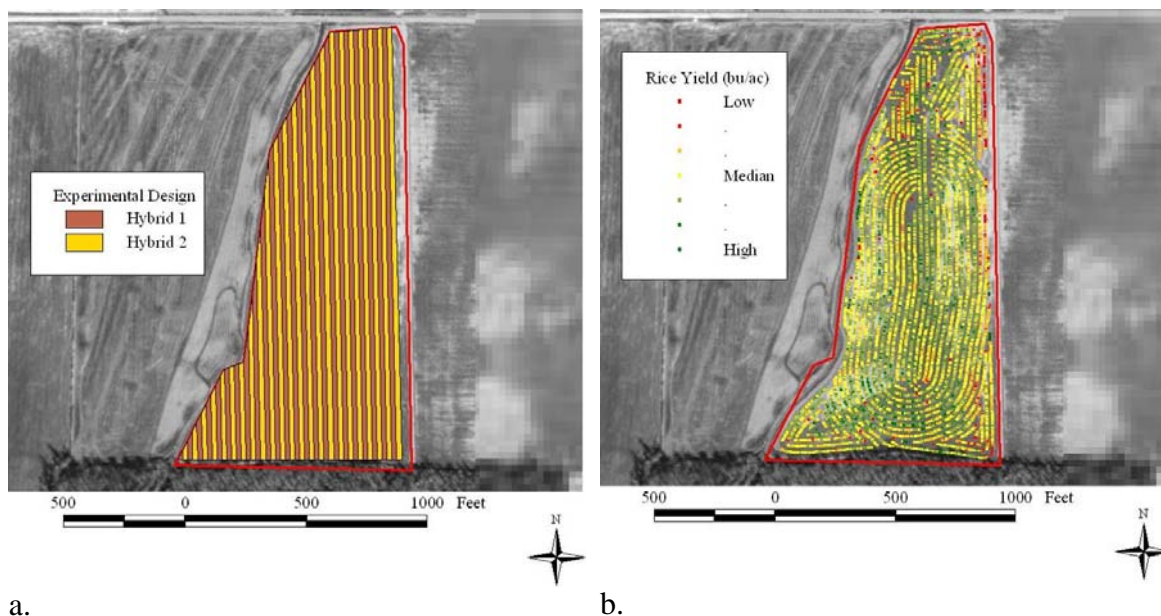 Experimental Design
Hybrid 1
Hybrid 2
500 0 500 1000 Feet
N
a.
Rice Yield (bu/ac)
Low
.
.
Median
.
.
High
500 0 500 1000 Feet
N
b.